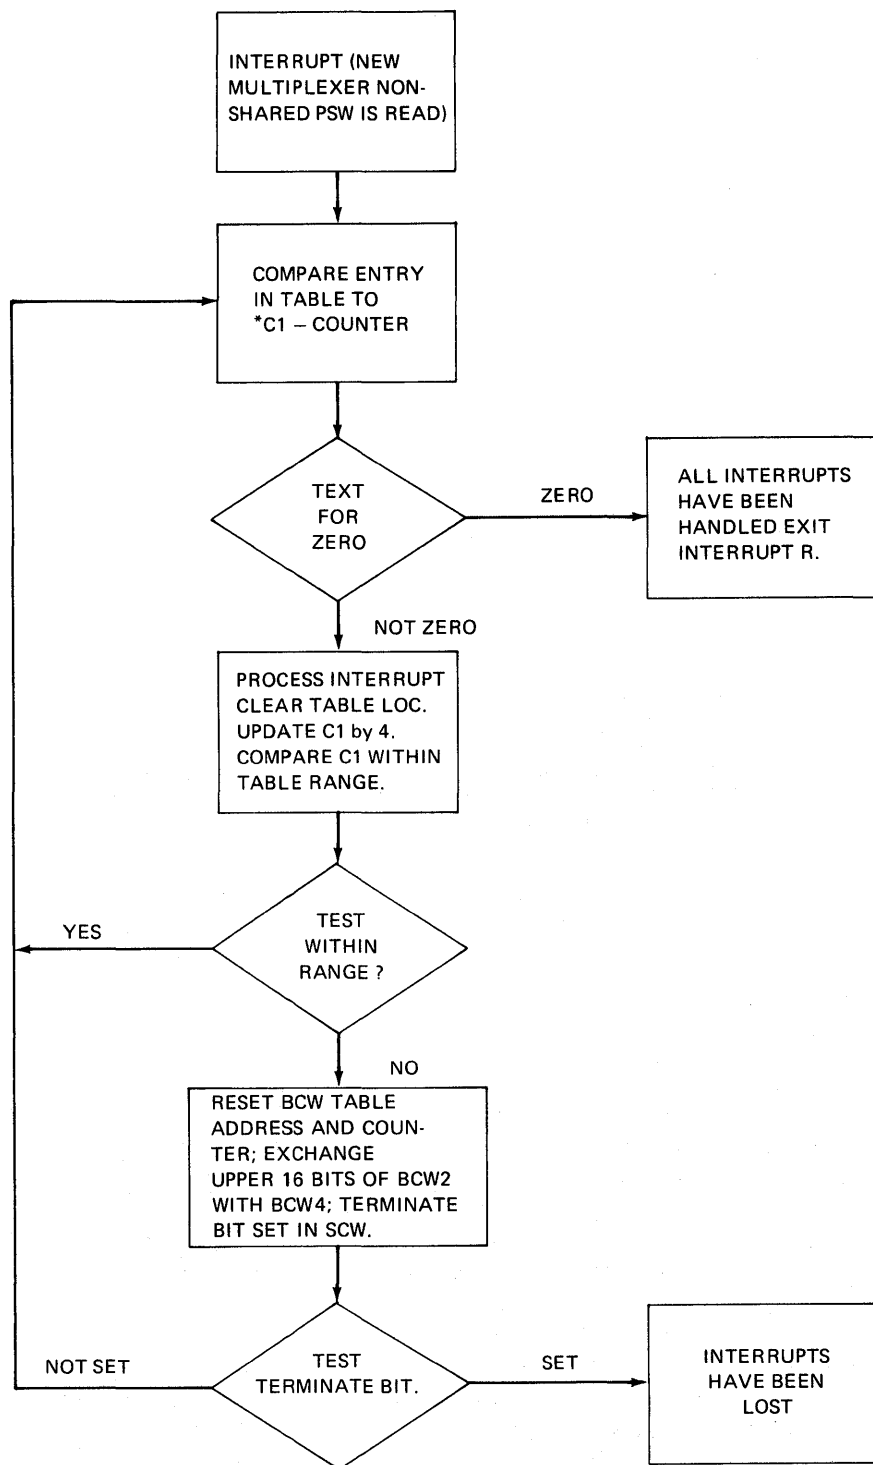 INTERRUPT (NEW
MULTIPLEXER NON-
SHARED PSW IS READ)
COMPARE ENTRY
IN TABLE TO
*C1 – COUNTER
TEXT
FOR
ZERO
ZERO
ALL INTERRUPTS
HAVE BEEN
HANDLED EXIT
INTERRUPT R.
NOT ZERO
PROCESS INTERRUPT
CLEAR TABLE LOC.
UPDATE C1 by 4.
COMPARE C1 WITHIN
TABLE RANGE.
YES
TEST
WITHIN
RANGE ?
NO
RESET BCW TABLE
ADDRESS AND COUN-
TER; EXCHANGE
UPPER 16 BITS OF BCW2
WITH BCW4; TERMINATE
BIT SET IN SCW.
NOT SET
TEST
TERMINATE BIT.
SET
INTERRUPTS
HAVE BEEN
LOST